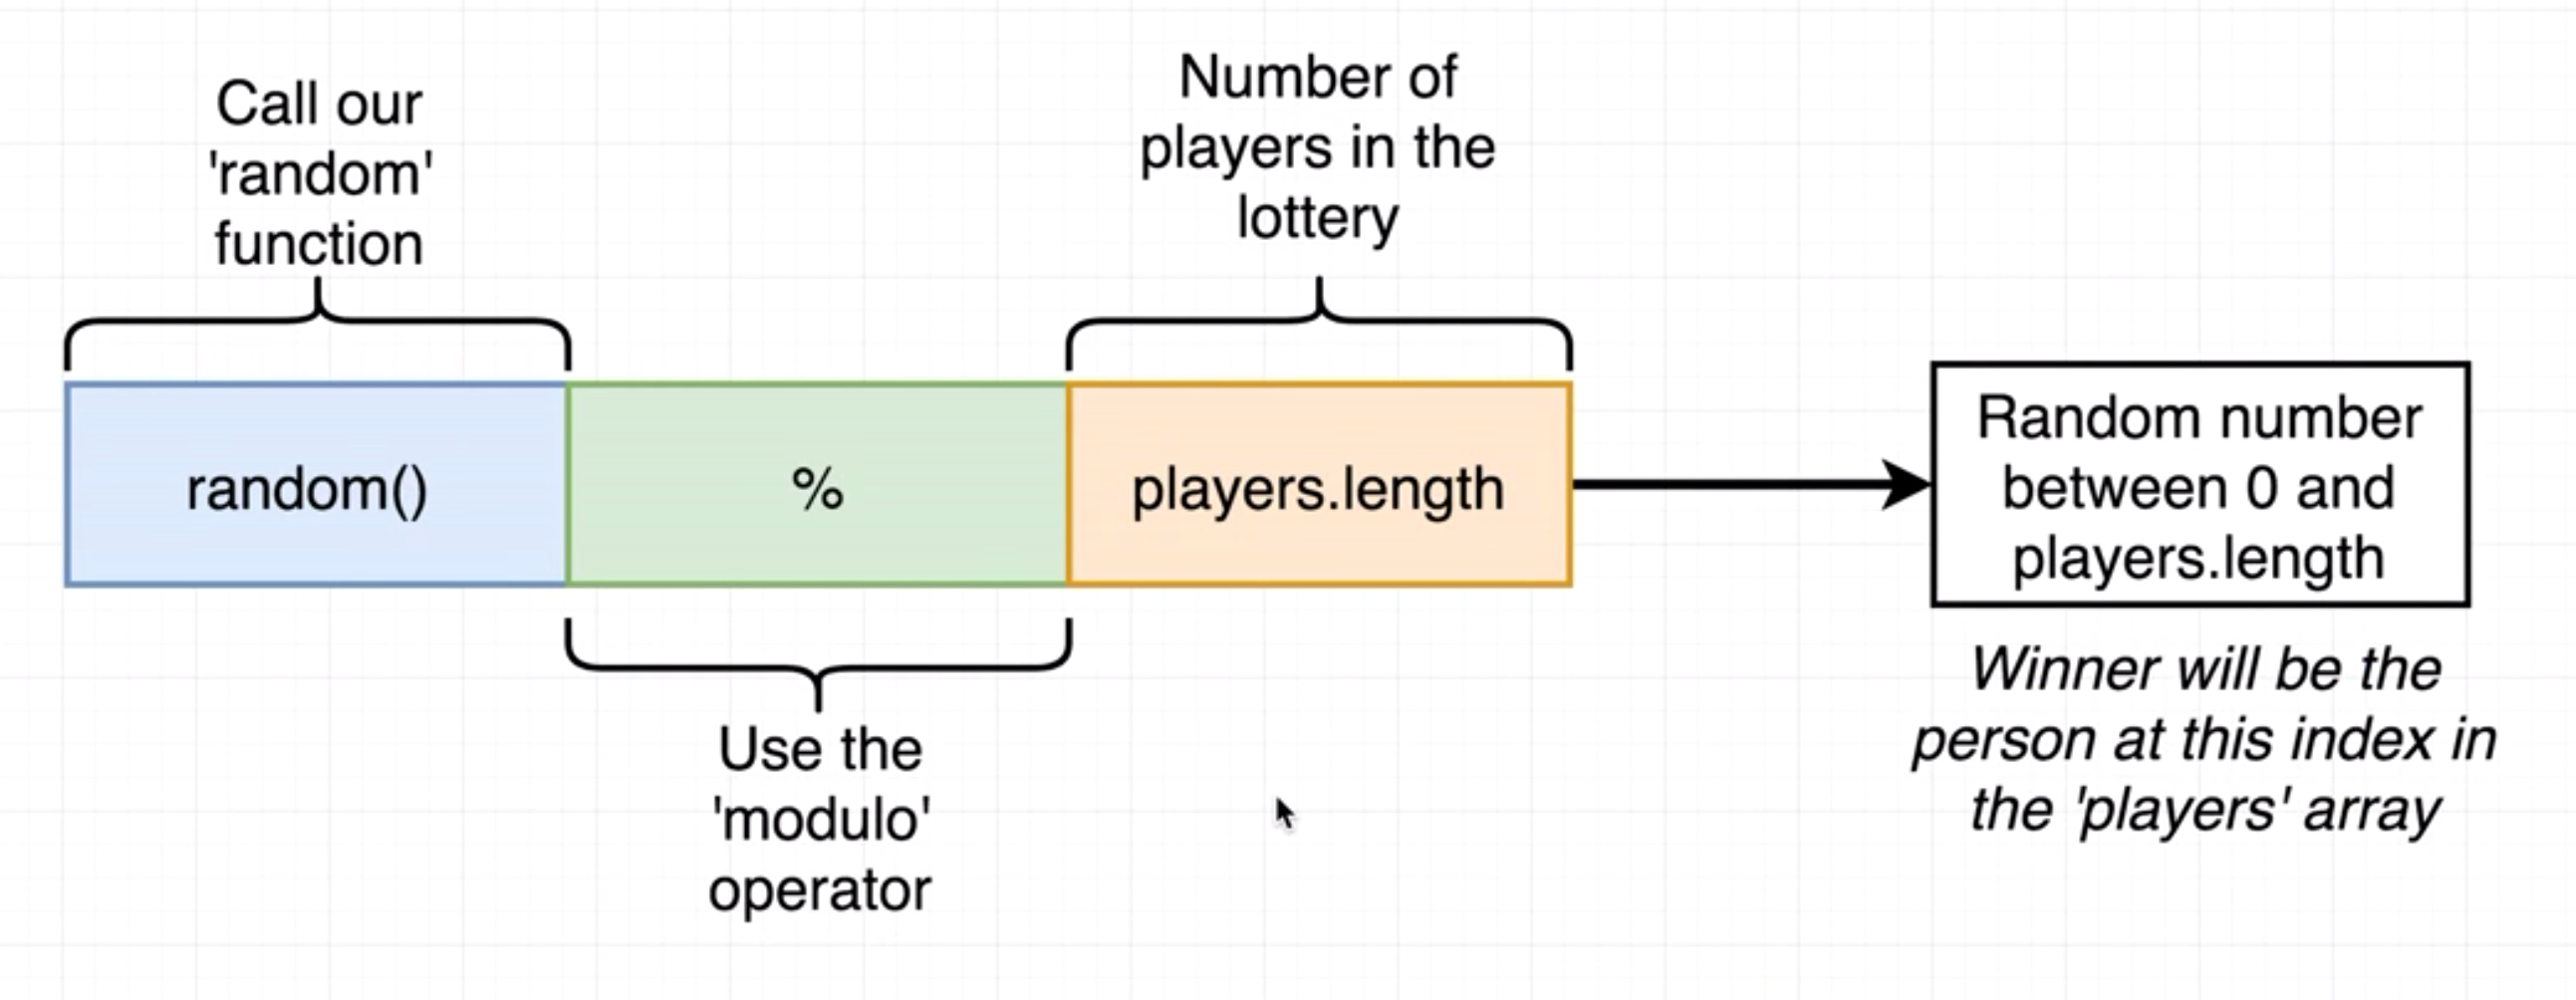 Call our
'random'
function
Number of
players in the
lottery
random()
%
players.length
Random number
between 0 and
players.length
Use the
'modulo'
operator
Winner will be the
person at this index in
the 'players' array